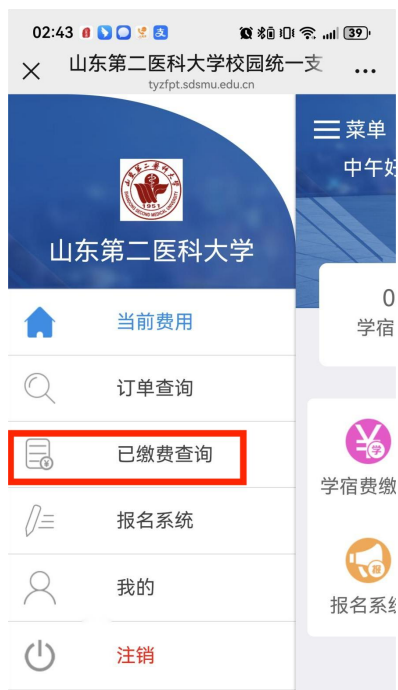 02:43
39
山东第二医科大学校园统一支
tyzfpt.sdsmu.edu.cn
菜单
中午好
1951
山东第二医科大学
0
学宿
当前费用
订单查询
已缴费查询
学宿费缴
报名系统
报名系统
我的
注销